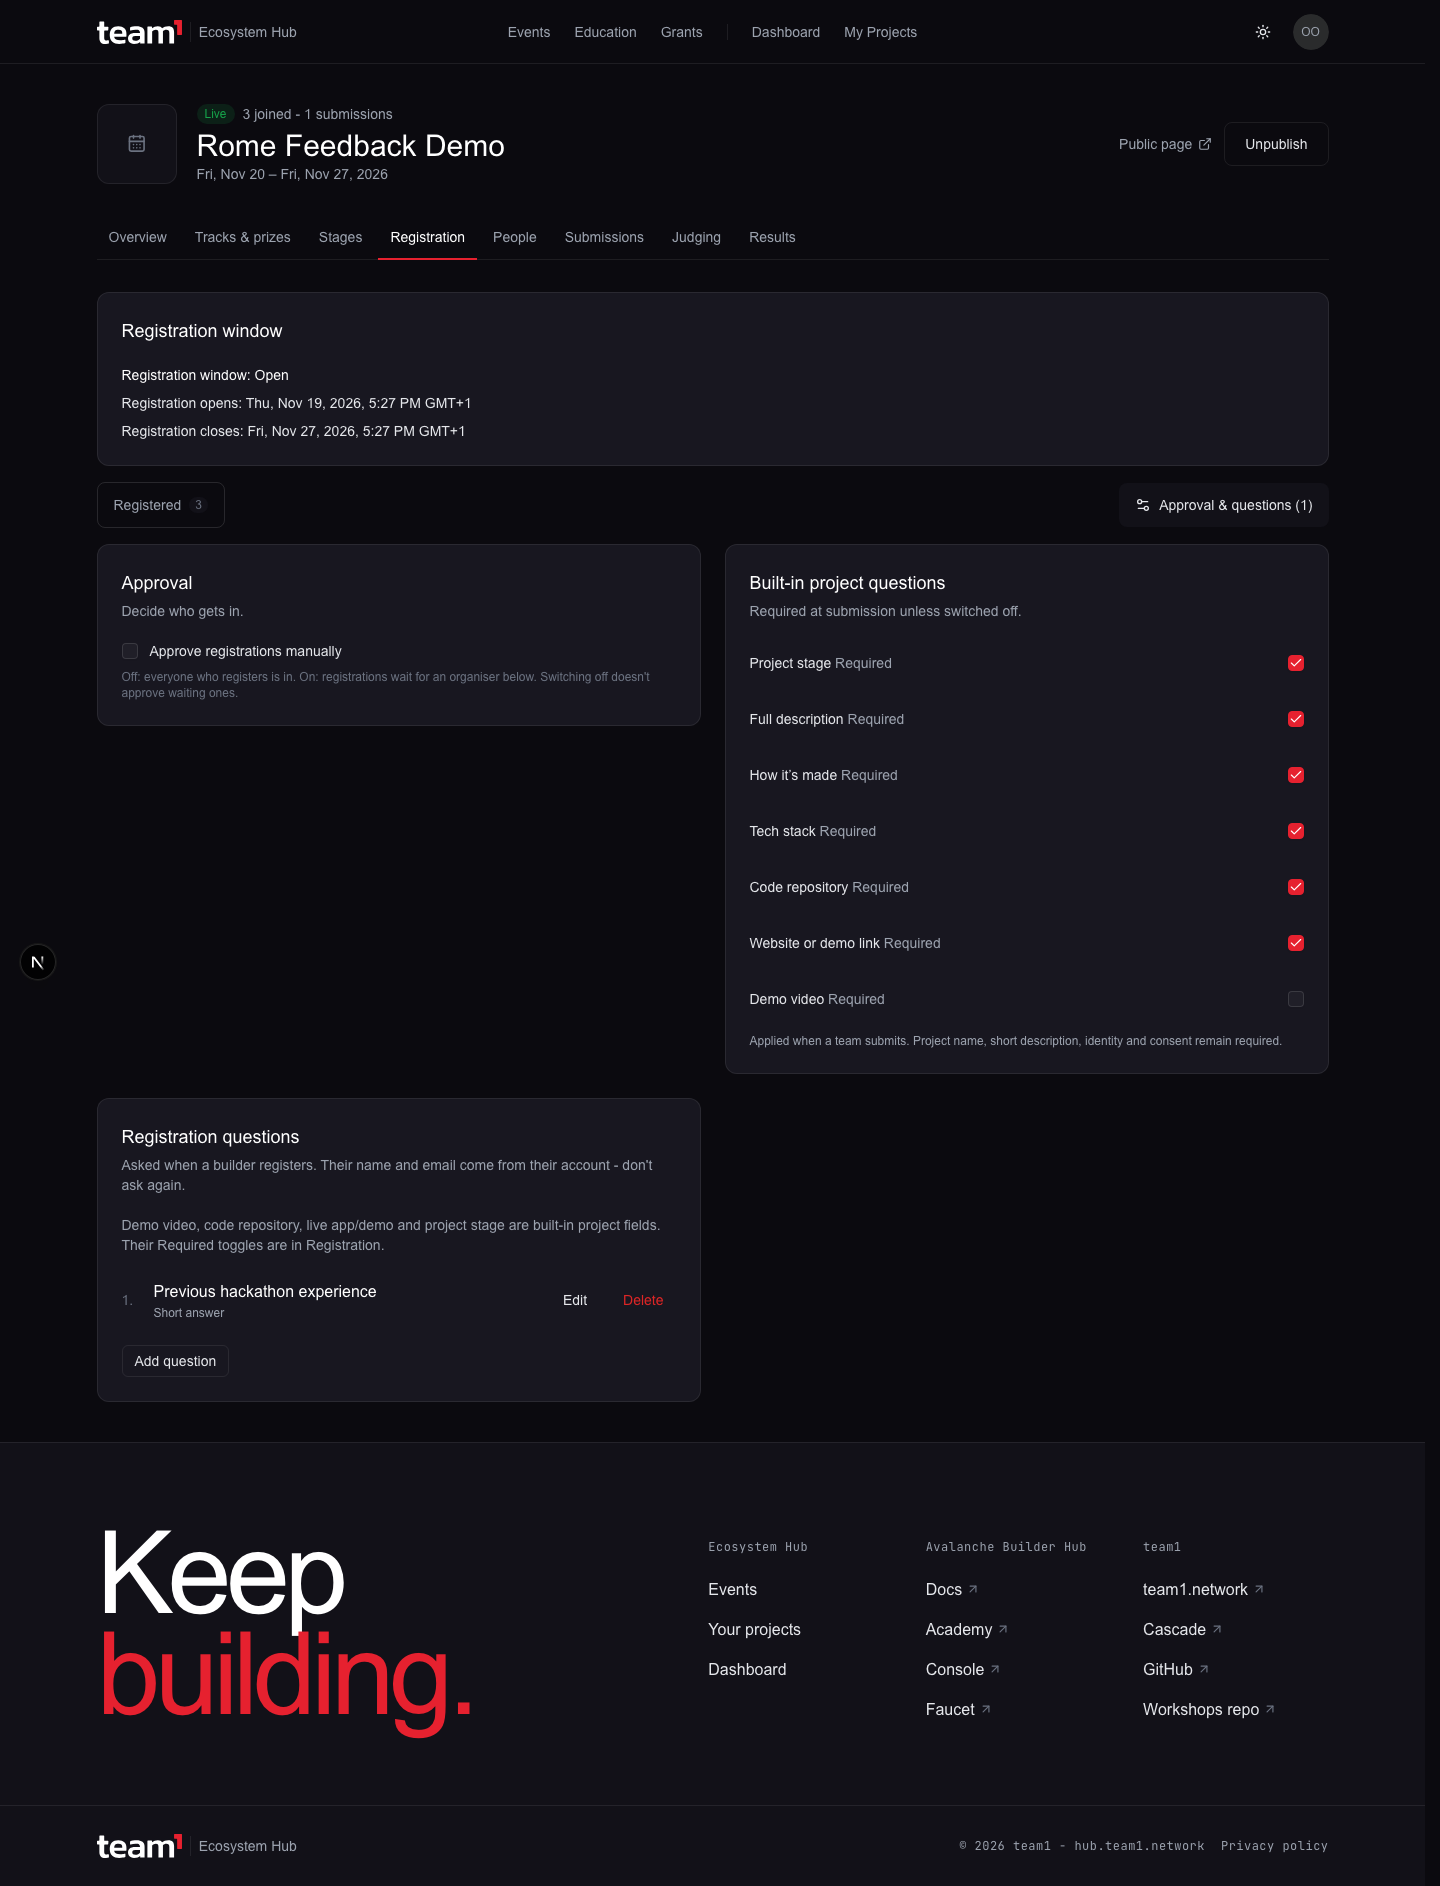 team1 Ecosystem Hub
Events Education Grants Dashboard My Projects
OO
Live 3 joined - 1 submissions
Rome Feedback Demo
Fri, Nov 20 – Fri, Nov 27, 2026
Public page
Unpublish
Overview Tracks & prizes Stages Registration People Submissions Judging Results
Registration window
Registration window: Open
Registration opens: Thu, Nov 19, 2026, 5:27 PM GMT+1
Registration closes: Fri, Nov 27, 2026, 5:27 PM GMT+1
Registered 3
Approval & questions (1)
Approval
Decide who gets in.
Approve registrations manually
Off: everyone who registers is in. On: registrations wait for an organiser below. Switching off doesn't
approve waiting ones.
Built-in project questions
Required at submission unless switched off.
Project stage Required
Full description Required
How it's made Required
Tech stack Required
Code repository Required
Website or demo link Required
Demo video Required
Applied when a team submits. Project name, short description, identity and consent remain required.
N
Registration questions
Asked when a builder registers. Their name and email come from their account - don't
ask again.
Demo video, code repository, live app/demo and project stage are built-in project fields.
Their Required toggles are in Registration.
1. Previous hackathon experience
Short answer
Edit Delete
Add question
Keep
building.
Ecosystem Hub
Events
Your projects
Dashboard
Avalanche Builder Hub
Docs
Academy
Console
Faucet
team1
team1.network
Cascade
GitHub
Workshops repo
team1 Ecosystem Hub
© 2026 team1 - hub.team1.network Privacy policy